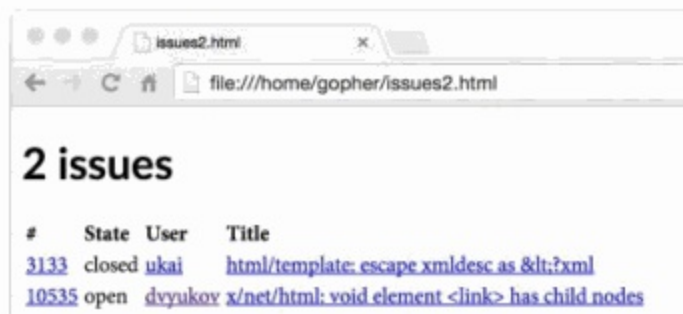 issues2.html
file:///home/gopher/issues2.html
2 issues
# State User Title
3133 closed ukai html/template: escape xmldesc as &lt;?xml
10535 open dvyukov x/net/html: void element <link> has child nodes